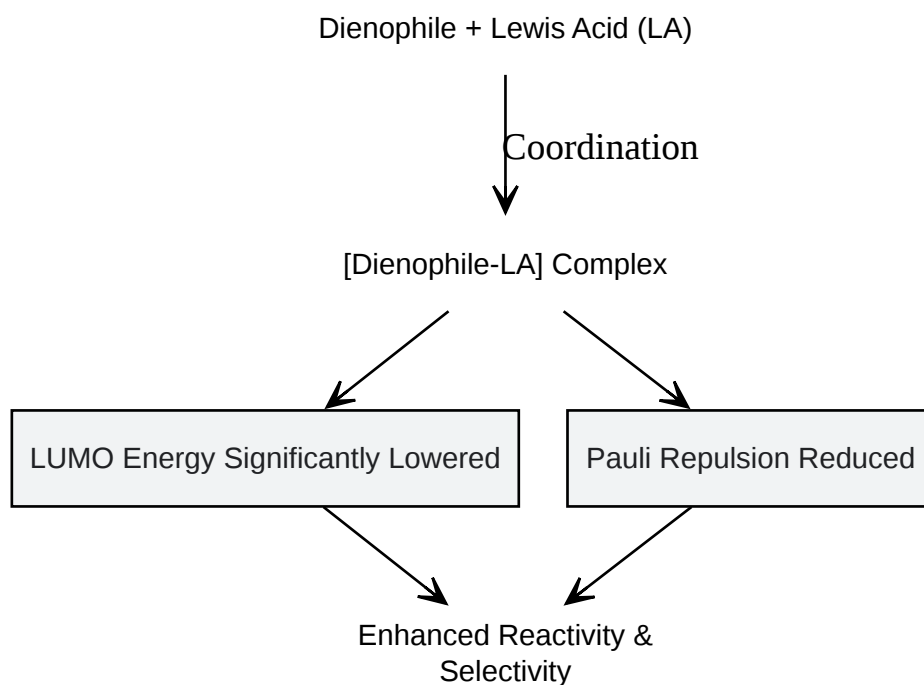 Dienophile + Lewis Acid (LA)
Coordination
[Dienophile-LA] Complex
LUMO Energy Significantly Lowered
Pauli Repulsion Reduced
Enhanced Reactivity &
Selectivity